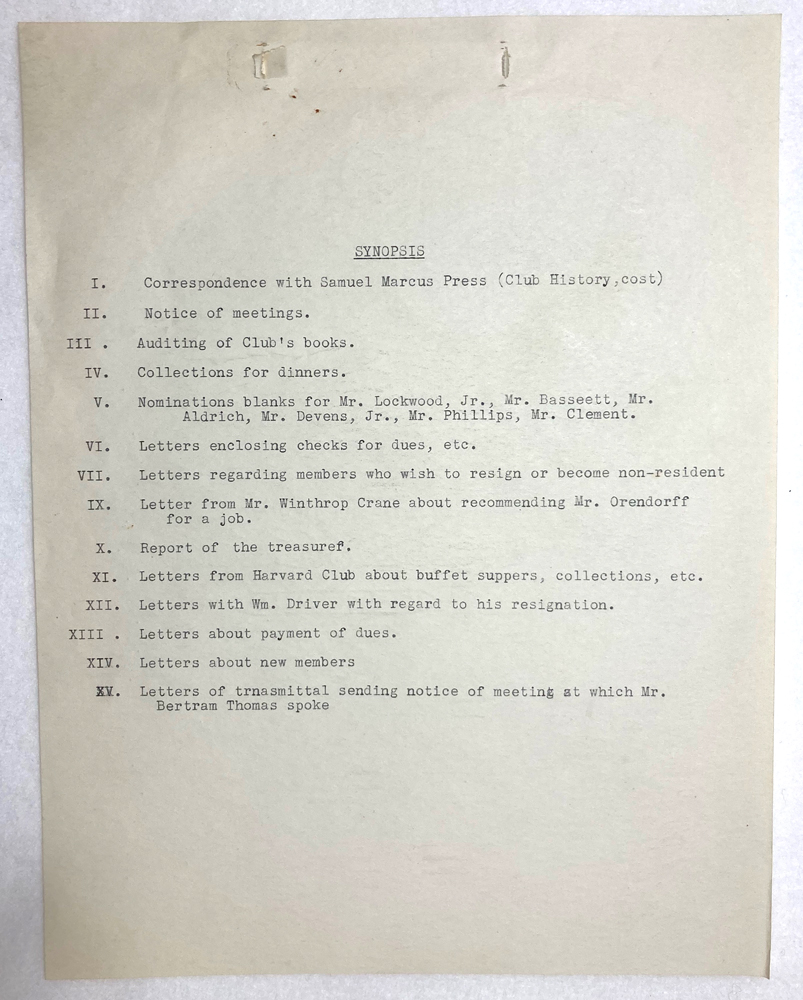 SYNOPSIS
I. Correspondence with Samuel Marcus Press (Club History,cost)
II. Notice of meetings.
III . Auditing of Club's books.
IV. Collections for dinners.
V. Nominations blanks for Mr. Lockwood, Jr., Mr. Basseett, Mr.
Aldrich, Mr. Devens, Jr., Mr. Phillips, Mr. Clement.
VI. Letters enclosing checks for dues, etc.
VII. Letters regarding members who wish to resign or become non-resident
IX. Letter from Mr. Winthrop Crane about recommending Mr. Orendorff
for a job.
X. Report of the treasuref.
XI. Letters from Harvard Club about buffet suppers, collections, etc.
XII. Letters with Wm. Driver with regard to his resignation.
XIII . Letters about payment of dues.
XIV. Letters about new members
XV. Letters of trnasmittal sending notice of meeting at which Mr.
Bertram Thomas spoke